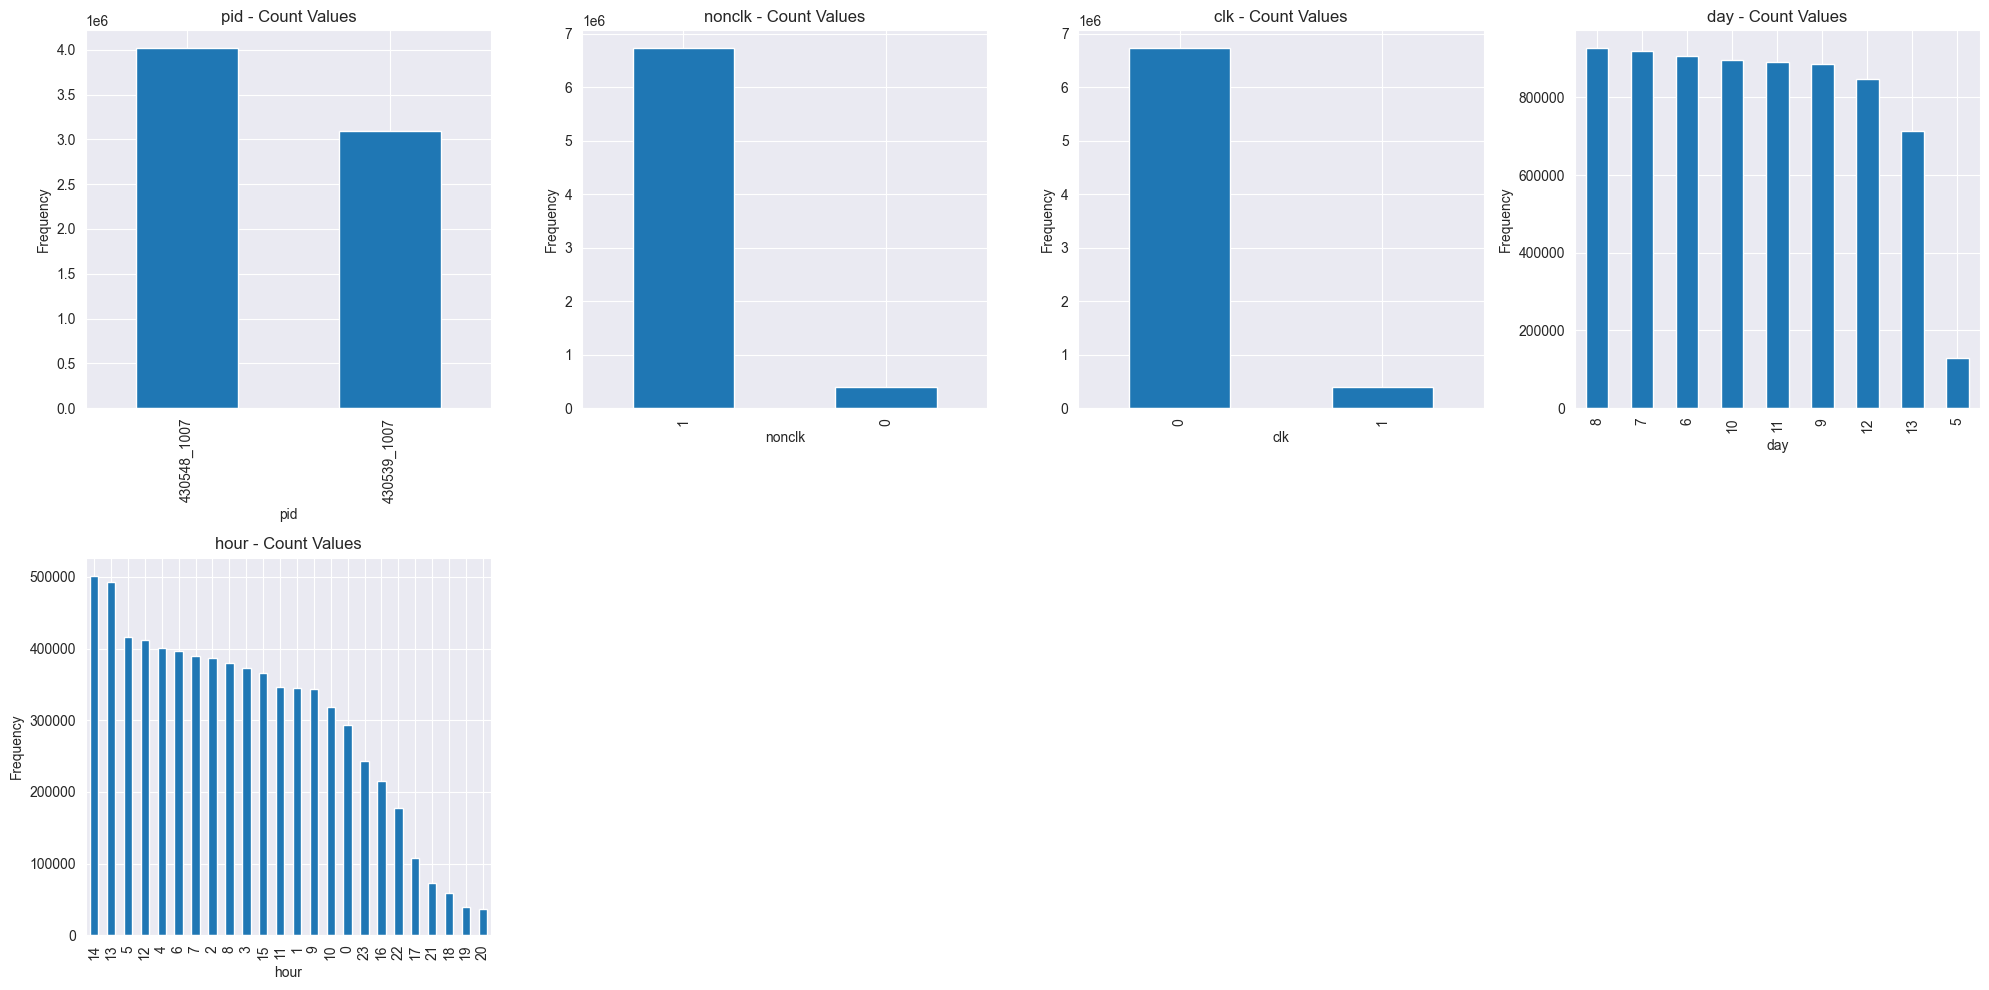 pid - Count Values
1e6
Frequency
4.0
3.5
3.0
2.5
2.0
1.5
1.0
0.5
0.0
430548_1007
430539_1007
pid
nonclk - Count Values
1e6
Frequency
7
6
5
4
3
2
1
0
1
0
nonclk
clk - Count Values
1e6
Frequency
7
6
5
4
3
2
1
0
0
1
clk
day - Count Values
Frequency
800000
600000
400000
200000
0
8 7 6 10 11 9 12 13 5
day
hour - Count Values
Frequency
500000
400000
300000
200000
100000
0
14 13 5 12 4 6 7 2 8 3 15 11 1 9 10 0 23 16 22 17 21 18 19 20
hour